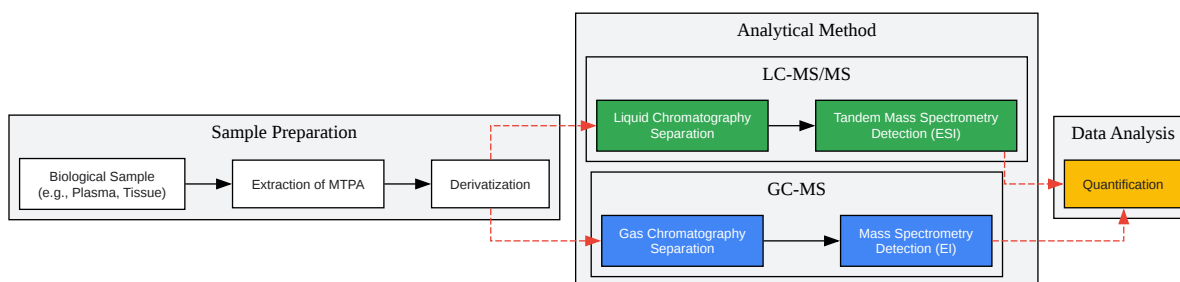 Sample Preparation
Biological Sample
(e.g., Plasma, Tissue)
Extraction of MTPA
Derivatization
Analytical Method
LC-MS/MS
Liquid Chromatography
Separation
Tandem Mass Spectrometry
Detection (ESI)
GC-MS
Gas Chromatography
Separation
Mass Spectrometry
Detection (EI)
Data Analysis
Quantification